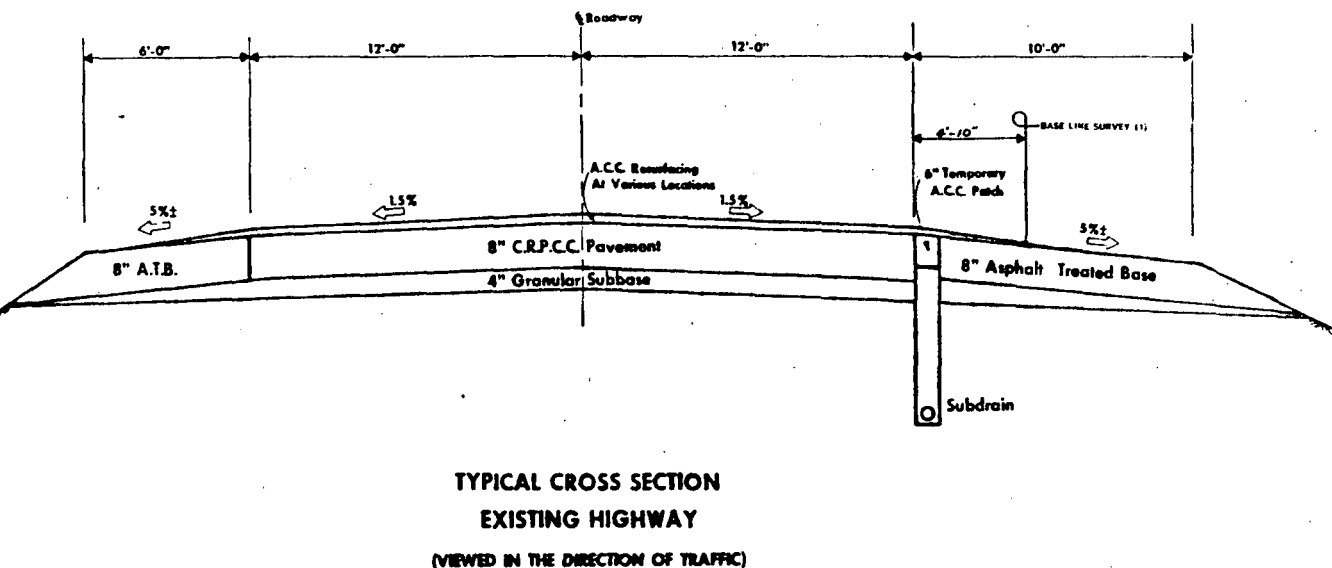 ℄ Roadway
6'-0"
12'-0"
12'-0"
10'-0"
4'-10"
BASE LINE SURVEY (1)
A.C.C. Resurfacing
At Various Locations
6" Temporary
A.C.C. Patch
5%±
1.5%
1.5%
5%±
8" A.T.B.
8" C.R.P.C.C. Pavement
8" Asphalt Treated Base
4" Granular Subbase
Subdrain
TYPICAL CROSS SECTION
EXISTING HIGHWAY
(VIEWED IN THE DIRECTION OF TRAFFIC)